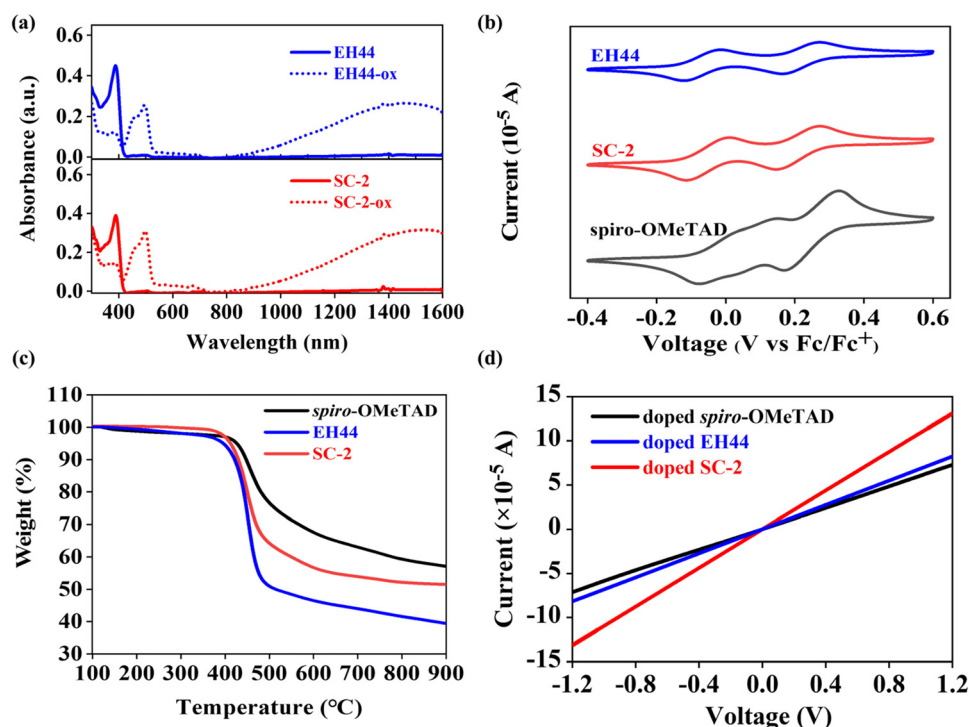 (a)
0.6
0.4
0.2
0.0
0.6
0.4
0.2
0.0
Absorbance (a.u.)
EH44
EH44-ox
SC-2
SC-2-ox
400 600 800 1000 1200 1400 1600
Wavelength (nm)
(b)
Current (10⁻⁵ A)
EH44
SC-2
spiro-OMeTAD
-0.4 -0.2 0.0 0.2 0.4 0.6
Voltage (V vs Fc/Fc⁺)
(c)
110
100
90
80
70
60
50
40
30
Weight (%)
spiro-OMeTAD
EH44
SC-2
100 200 300 400 500 600 700 800 900
Temperature (°C)
(d)
15
10
5
0
-5
-10
-15
Current (×10⁻⁵ A)
doped spiro-OMeTAD
doped EH44
doped SC-2
-1.2 -0.8 -0.4 0.0 0.4 0.8 1.2
Voltage (V)